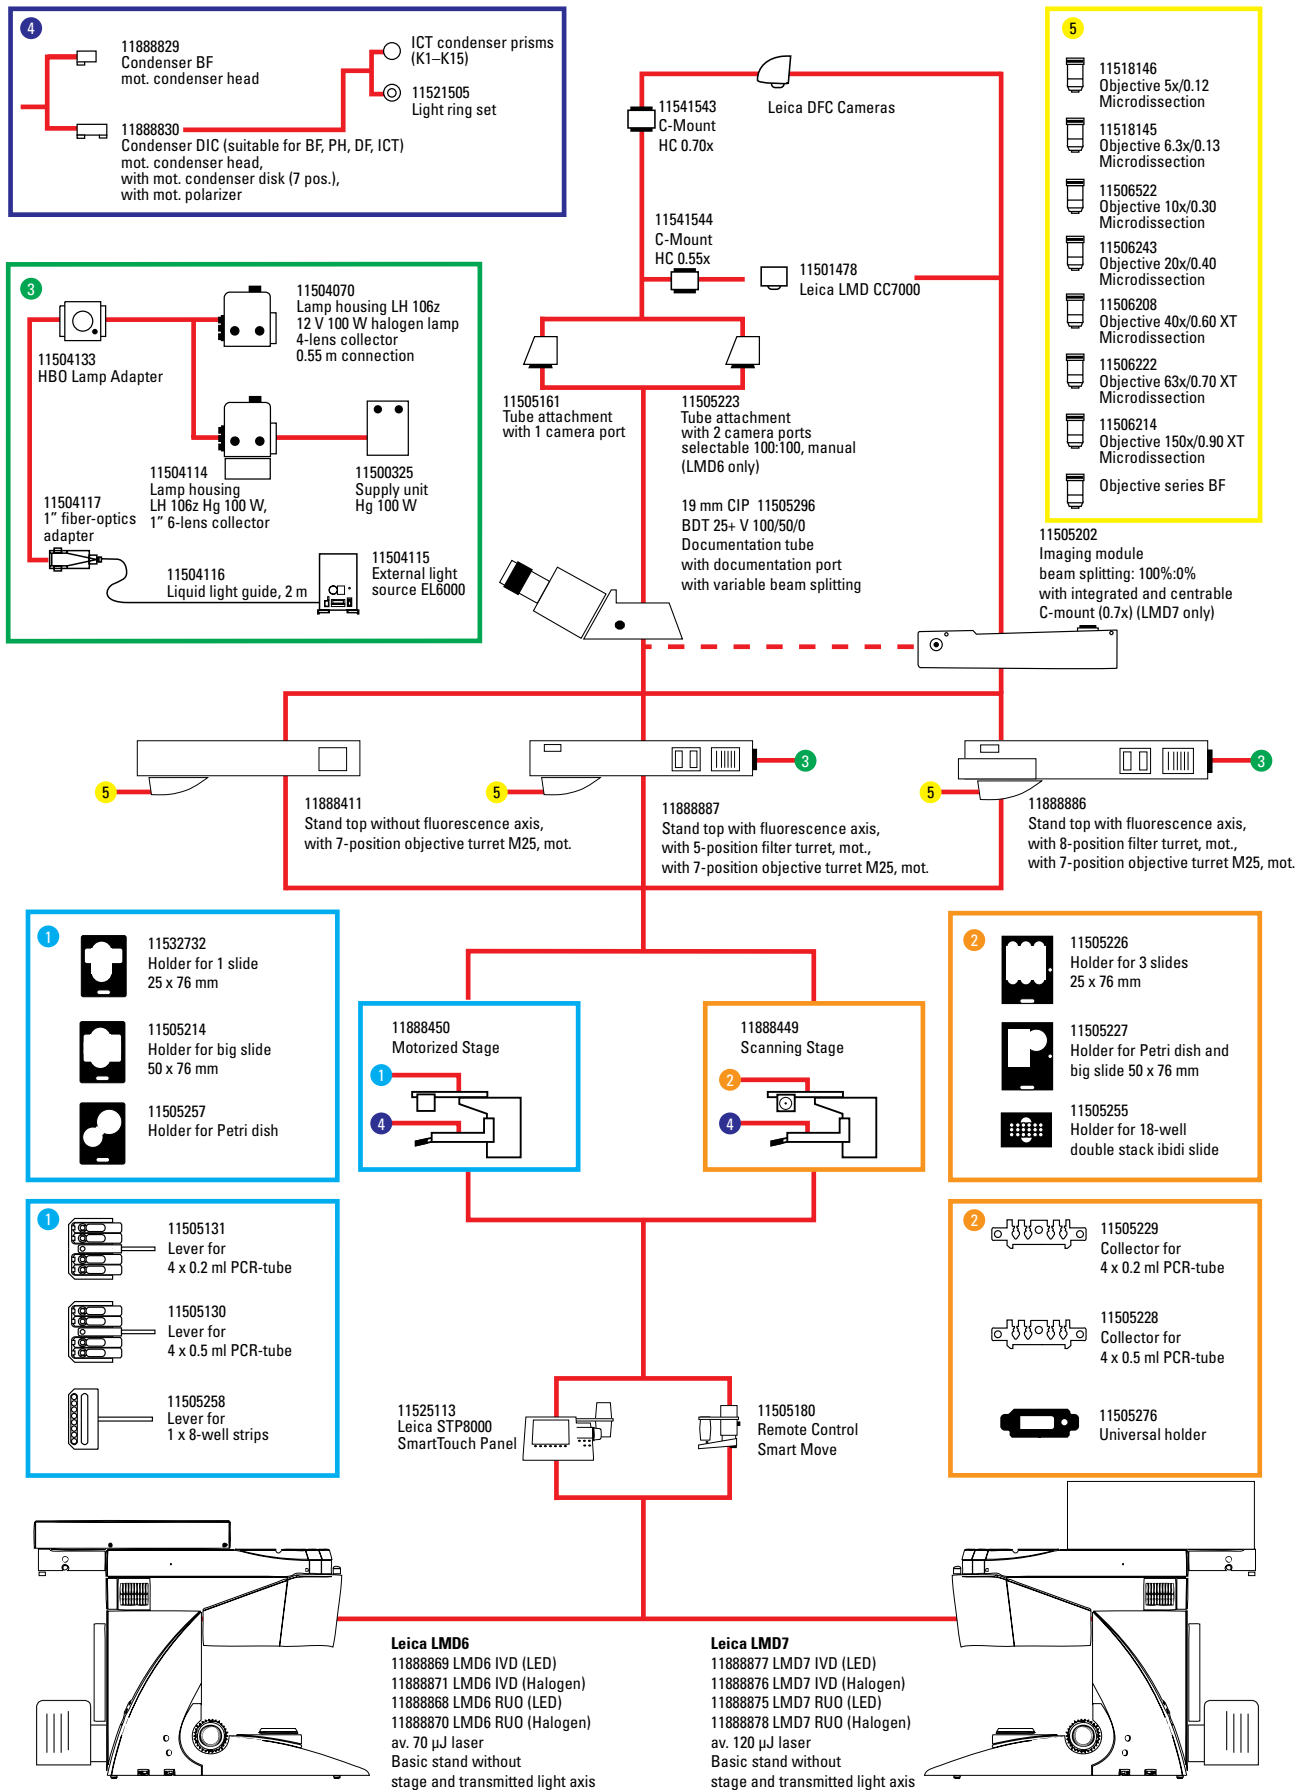 4
11888829
Condenser BF
mot. condenser head
11888830
Condenser DIC (suitable for BF, PH, DF, ICT)
mot. condenser head,
with mot. condenser disk (7 pos.),
with mot. polarizer
ICT condenser prisms
(K1–K15)
11521505
Light ring set
Leica DFC Cameras
11541543
C-Mount
HC 0.70x
11541544
C-Mount
HC 0.55x
11501478
Leica LMD CC7000
5
11518146
Objective 5x/0.12
Microdissection
11518145
Objective 6.3x/0.13
Microdissection
11506522
Objective 10x/0.30
Microdissection
11506243
Objective 20x/0.40
Microdissection
11506208
Objective 40x/0.60 XT
Microdissection
11506222
Objective 63x/0.70 XT
Microdissection
11506214
Objective 150x/0.90 XT
Microdissection
Objective series BF
3
11504133
HBO Lamp Adapter
11504070
Lamp housing LH 106z
12 V 100 W halogen lamp
4-lens collector
0.55 m connection
11504114
Lamp housing
LH 106z Hg 100 W,
1” 6-lens collector
11500325
Supply unit
Hg 100 W
11504117
1” fiber-optics
adapter
11504116
Liquid light guide, 2 m
11504115
External light
source EL6000
11505161
Tube attachment
with 1 camera port
11505223
Tube attachment
with 2 camera ports
selectable 100:100, manual
(LMD6 only)
19 mm CIP 11505296
BDT 25+ V 100/50/0
Documentation tube
with documentation port
with variable beam splitting
11505202
Imaging module
beam splitting: 100%:0%
with integrated and centrable
C-mount (0.7x) (LMD7 only)
5
11888411
Stand top without fluorescence axis,
with 7-position objective turret M25, mot.
5
3
11888887
Stand top with fluorescence axis,
with 5-position filter turret, mot.,
with 7-position objective turret M25, mot.
5
3
11888886
Stand top with fluorescence axis,
with 8-position filter turret, mot.,
with 7-position objective turret M25, mot.
1
11532732
Holder for 1 slide
25 x 76 mm
11505214
Holder for big slide
50 x 76 mm
11505257
Holder for Petri dish
11888450
Motorized Stage
1
4
11888449
Scanning Stage
2
4
2
11505226
Holder for 3 slides
25 x 76 mm
11505227
Holder for Petri dish and
big slide 50 x 76 mm
11505255
Holder for 18-well
double stack ibidi slide
1
11505131
Lever for
4 x 0.2 ml PCR-tube
11505130
Lever for
4 x 0.5 ml PCR-tube
11505258
Lever for
1 x 8-well strips
2
11505229
Collector for
4 x 0.2 ml PCR-tube
11505228
Collector for
4 x 0.5 ml PCR-tube
11505276
Universal holder
11525113
Leica STP8000
SmartTouch Panel
11505180
Remote Control
Smart Move
Leica LMD6
11888869 LMD6 IVD (LED)
11888871 LMD6 IVD (Halogen)
11888868 LMD6 RUO (LED)
11888870 LMD6 RUO (Halogen)
av. 70 µJ laser
Basic stand without
stage and transmitted light axis
Leica LMD7
11888877 LMD7 IVD (LED)
11888876 LMD7 IVD (Halogen)
11888875 LMD7 RUO (LED)
11888878 LMD7 RUO (Halogen)
av. 120 µJ laser
Basic stand without
stage and transmitted light axis